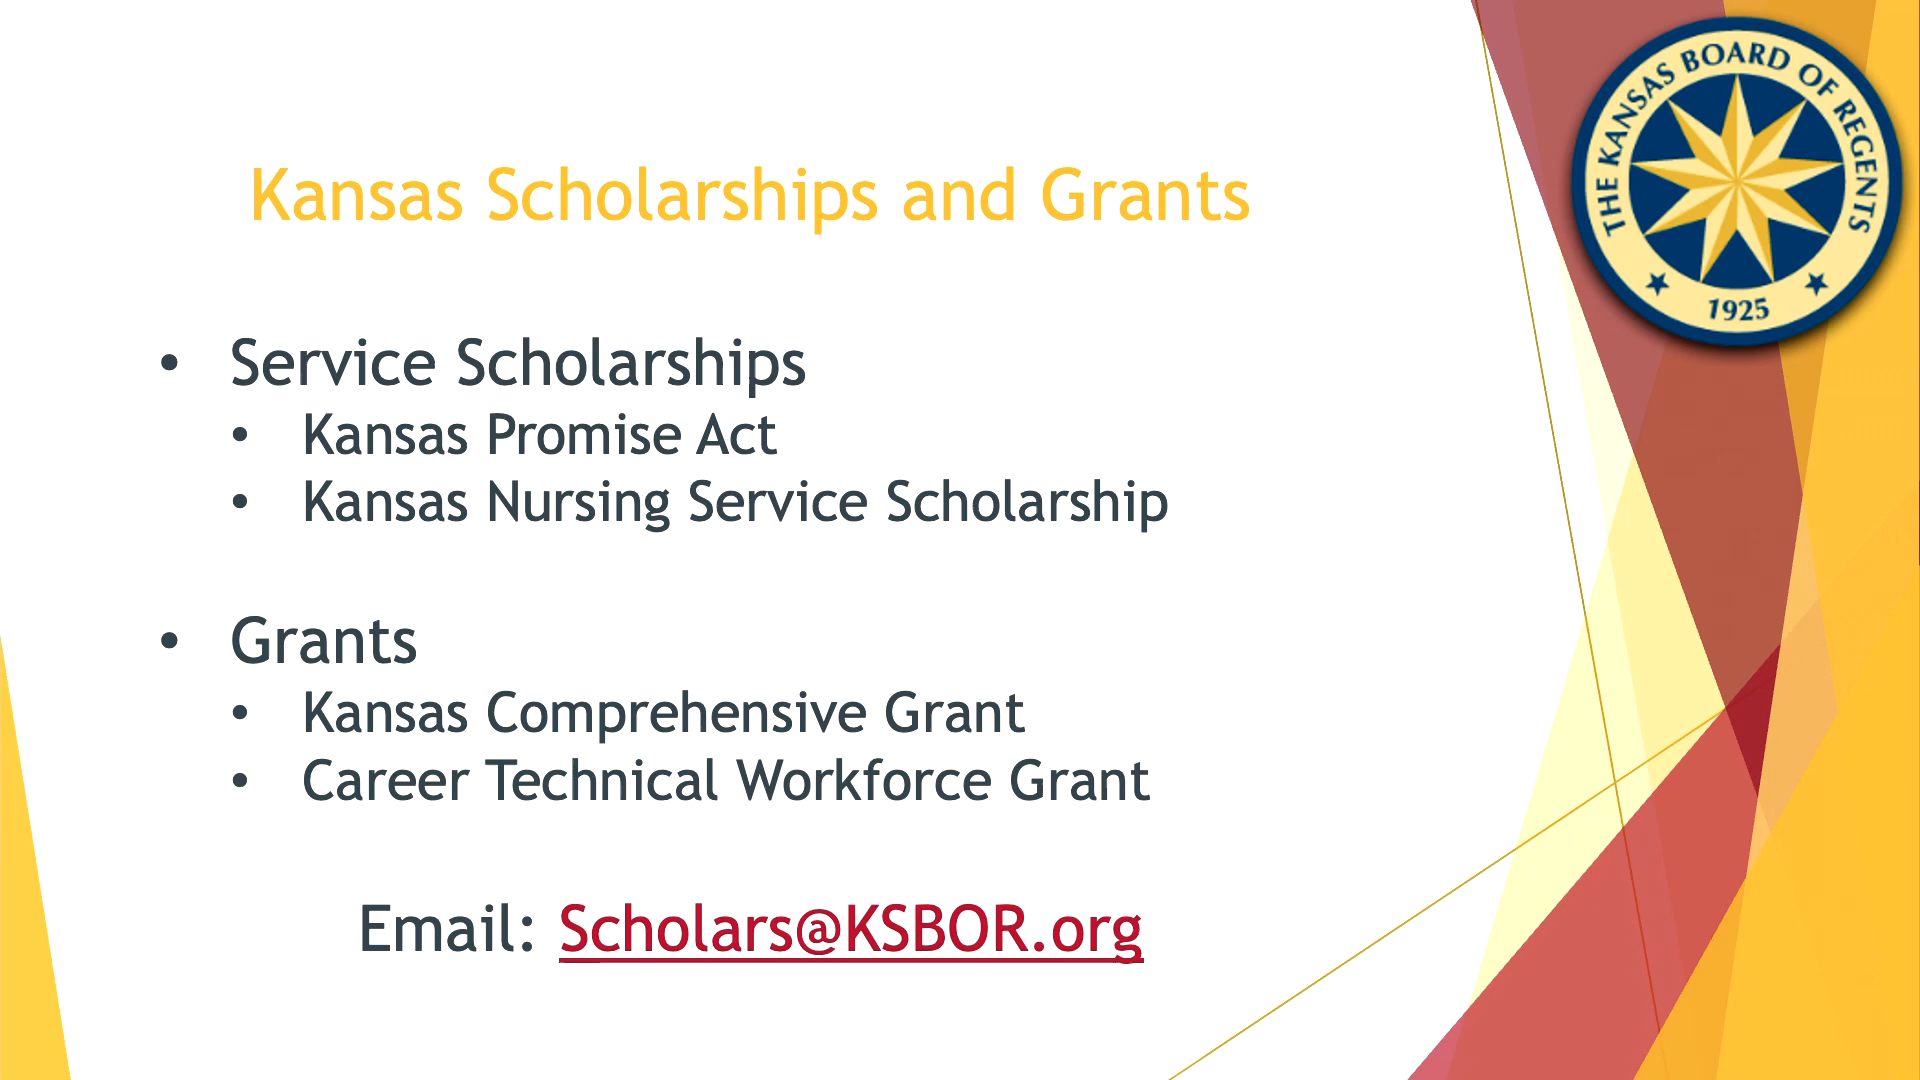 THE KANSAS BOARD OF REGENTS
1925
Kansas Scholarships and Grants
• Service Scholarships
• Kansas Promise Act
• Kansas Nursing Service Scholarship
• Grants
• Kansas Comprehensive Grant
• Career Technical Workforce Grant
Email: Scholars@KSBOR.org